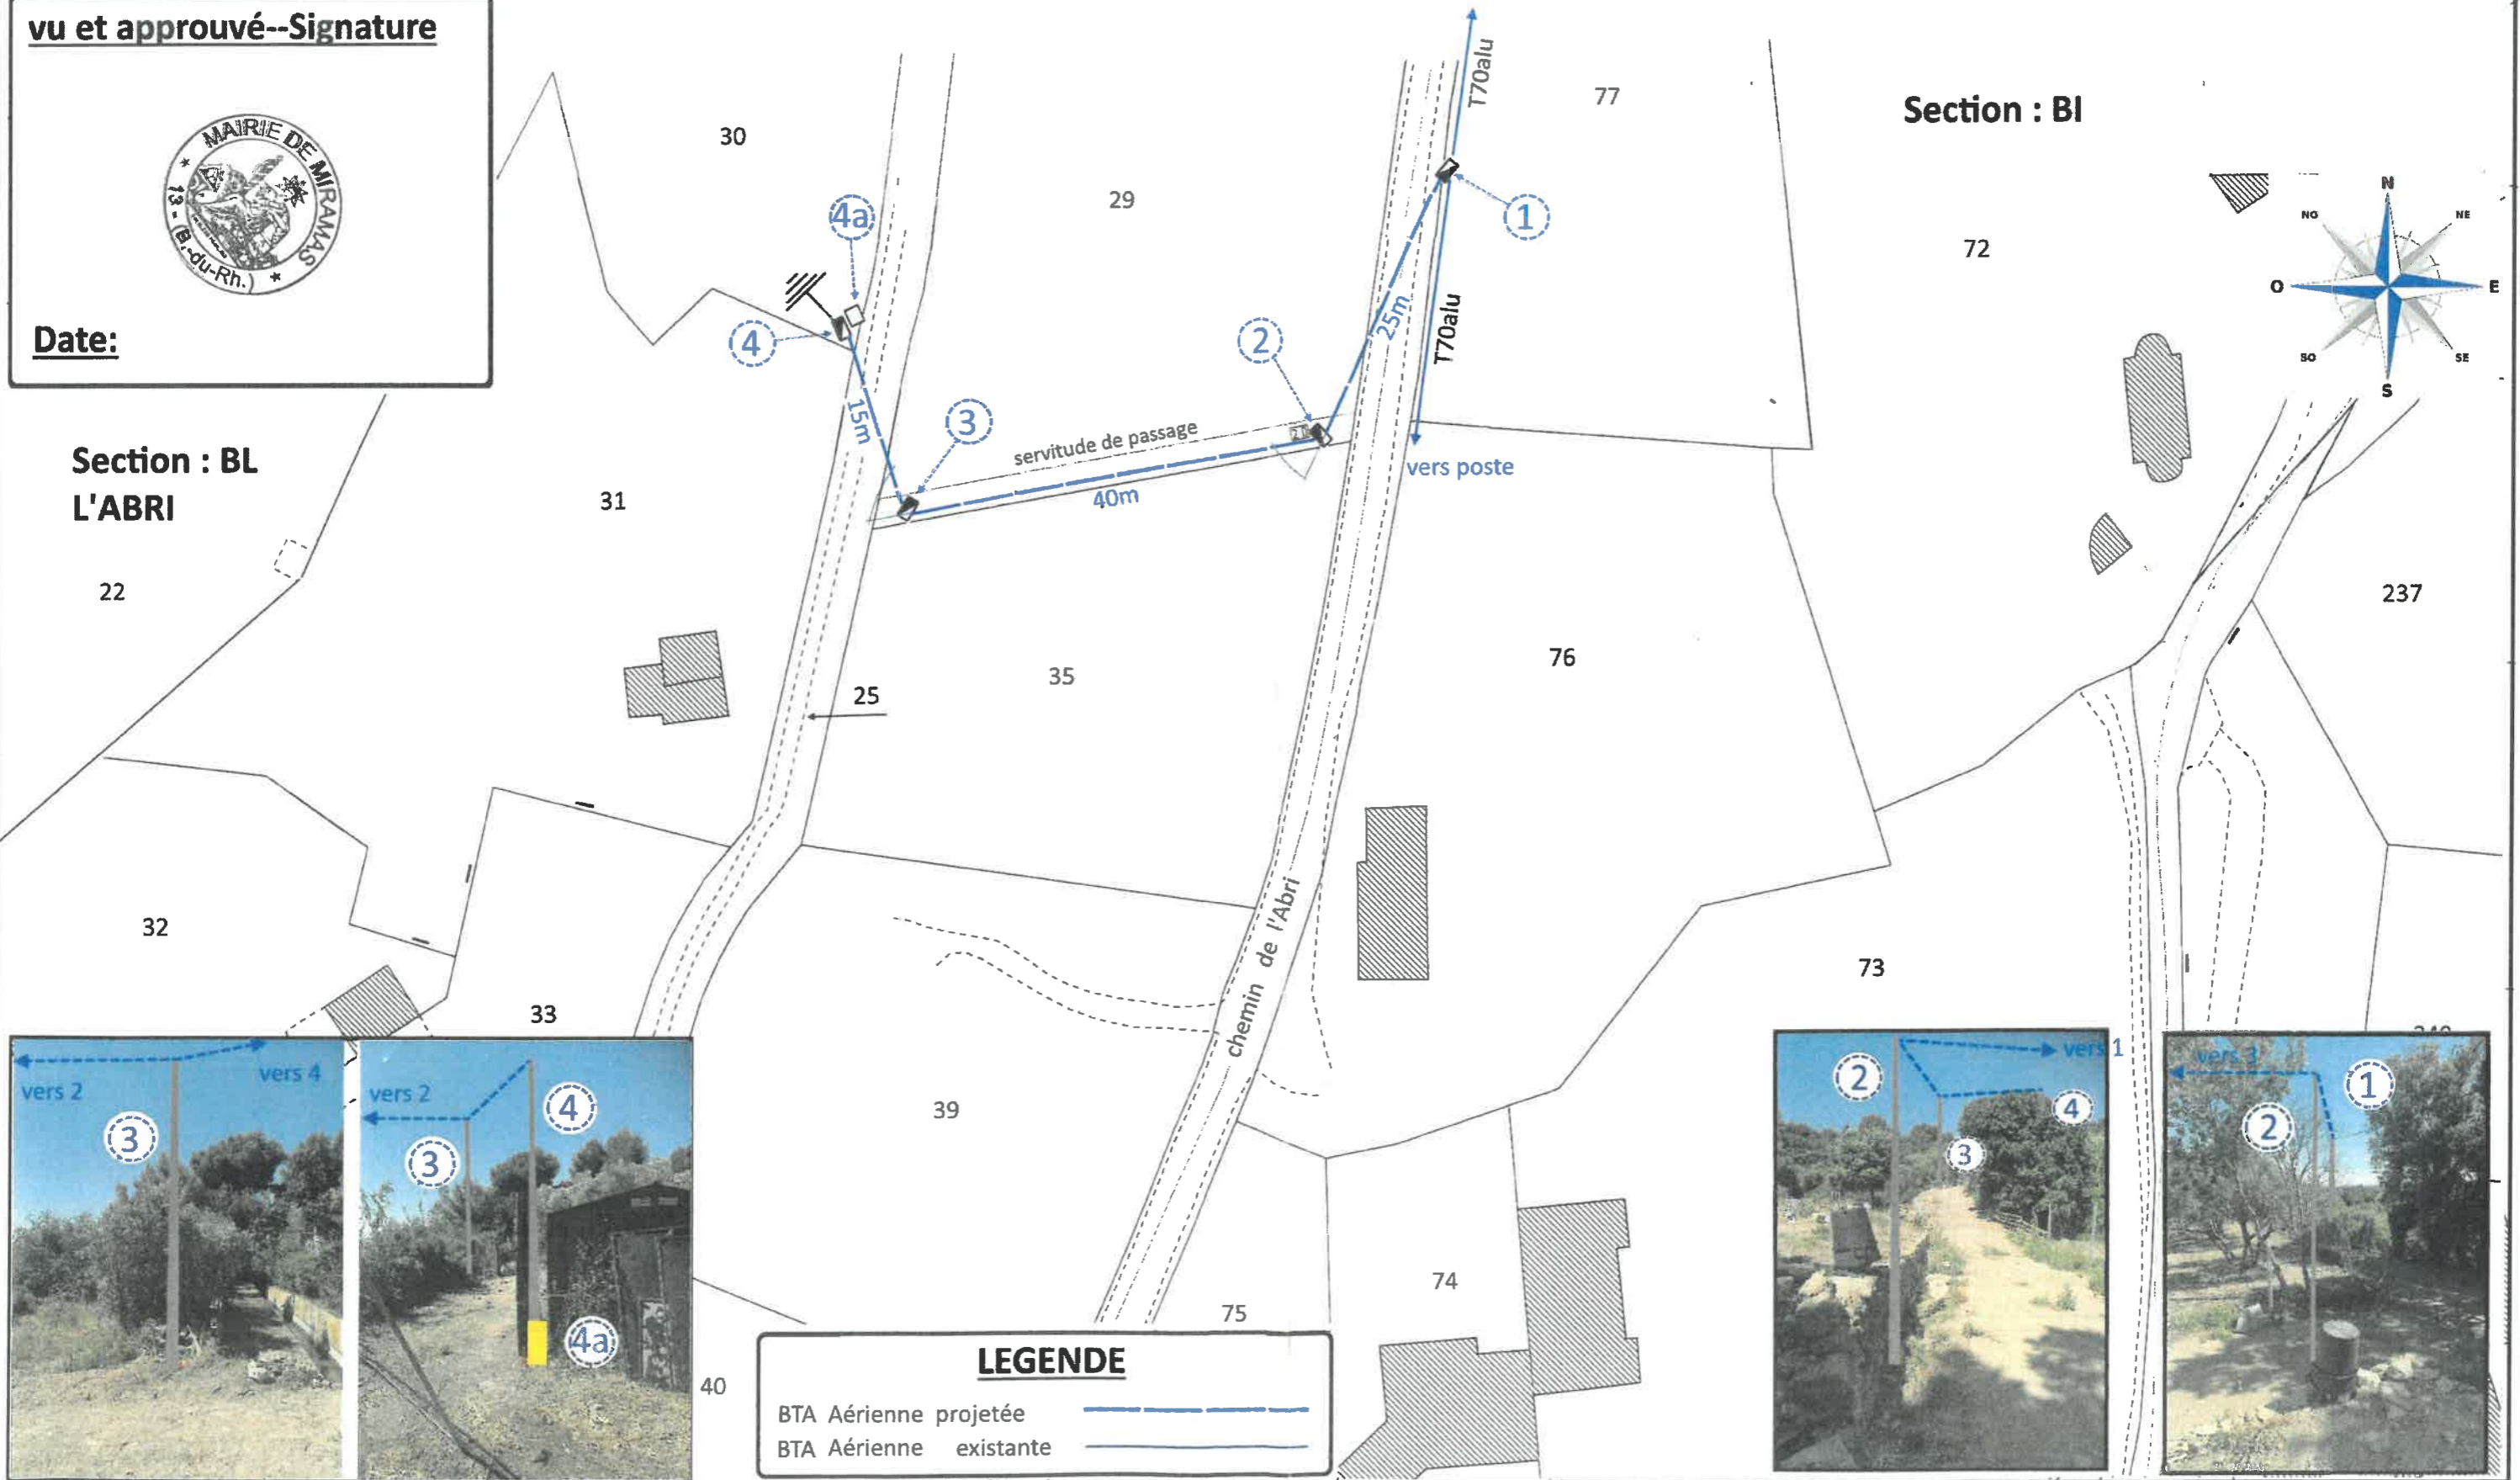 vu et approuvé--Signature
MAIRIE DE MIRAMAS
13 - (B.-du-Rh.)
Date:
Section : BL
L'ABRI
Section : BI
N
NE
E
SE
S
SO
O
NO
30
29
77
72
T70alu
4a
1
4
2
25m
T70alu
15m
3
servitude de passage
40m
vers poste
31
22
237
76
35
25
32
33
73
39
chemin de l'Abri
74
75
40
vers 2
vers 4
3
vers 2
4
3
4a
vers 1
2
4
3
vers 3
1
2
LEGENDE
BTA Aérienne projetée
BTA Aérienne existante